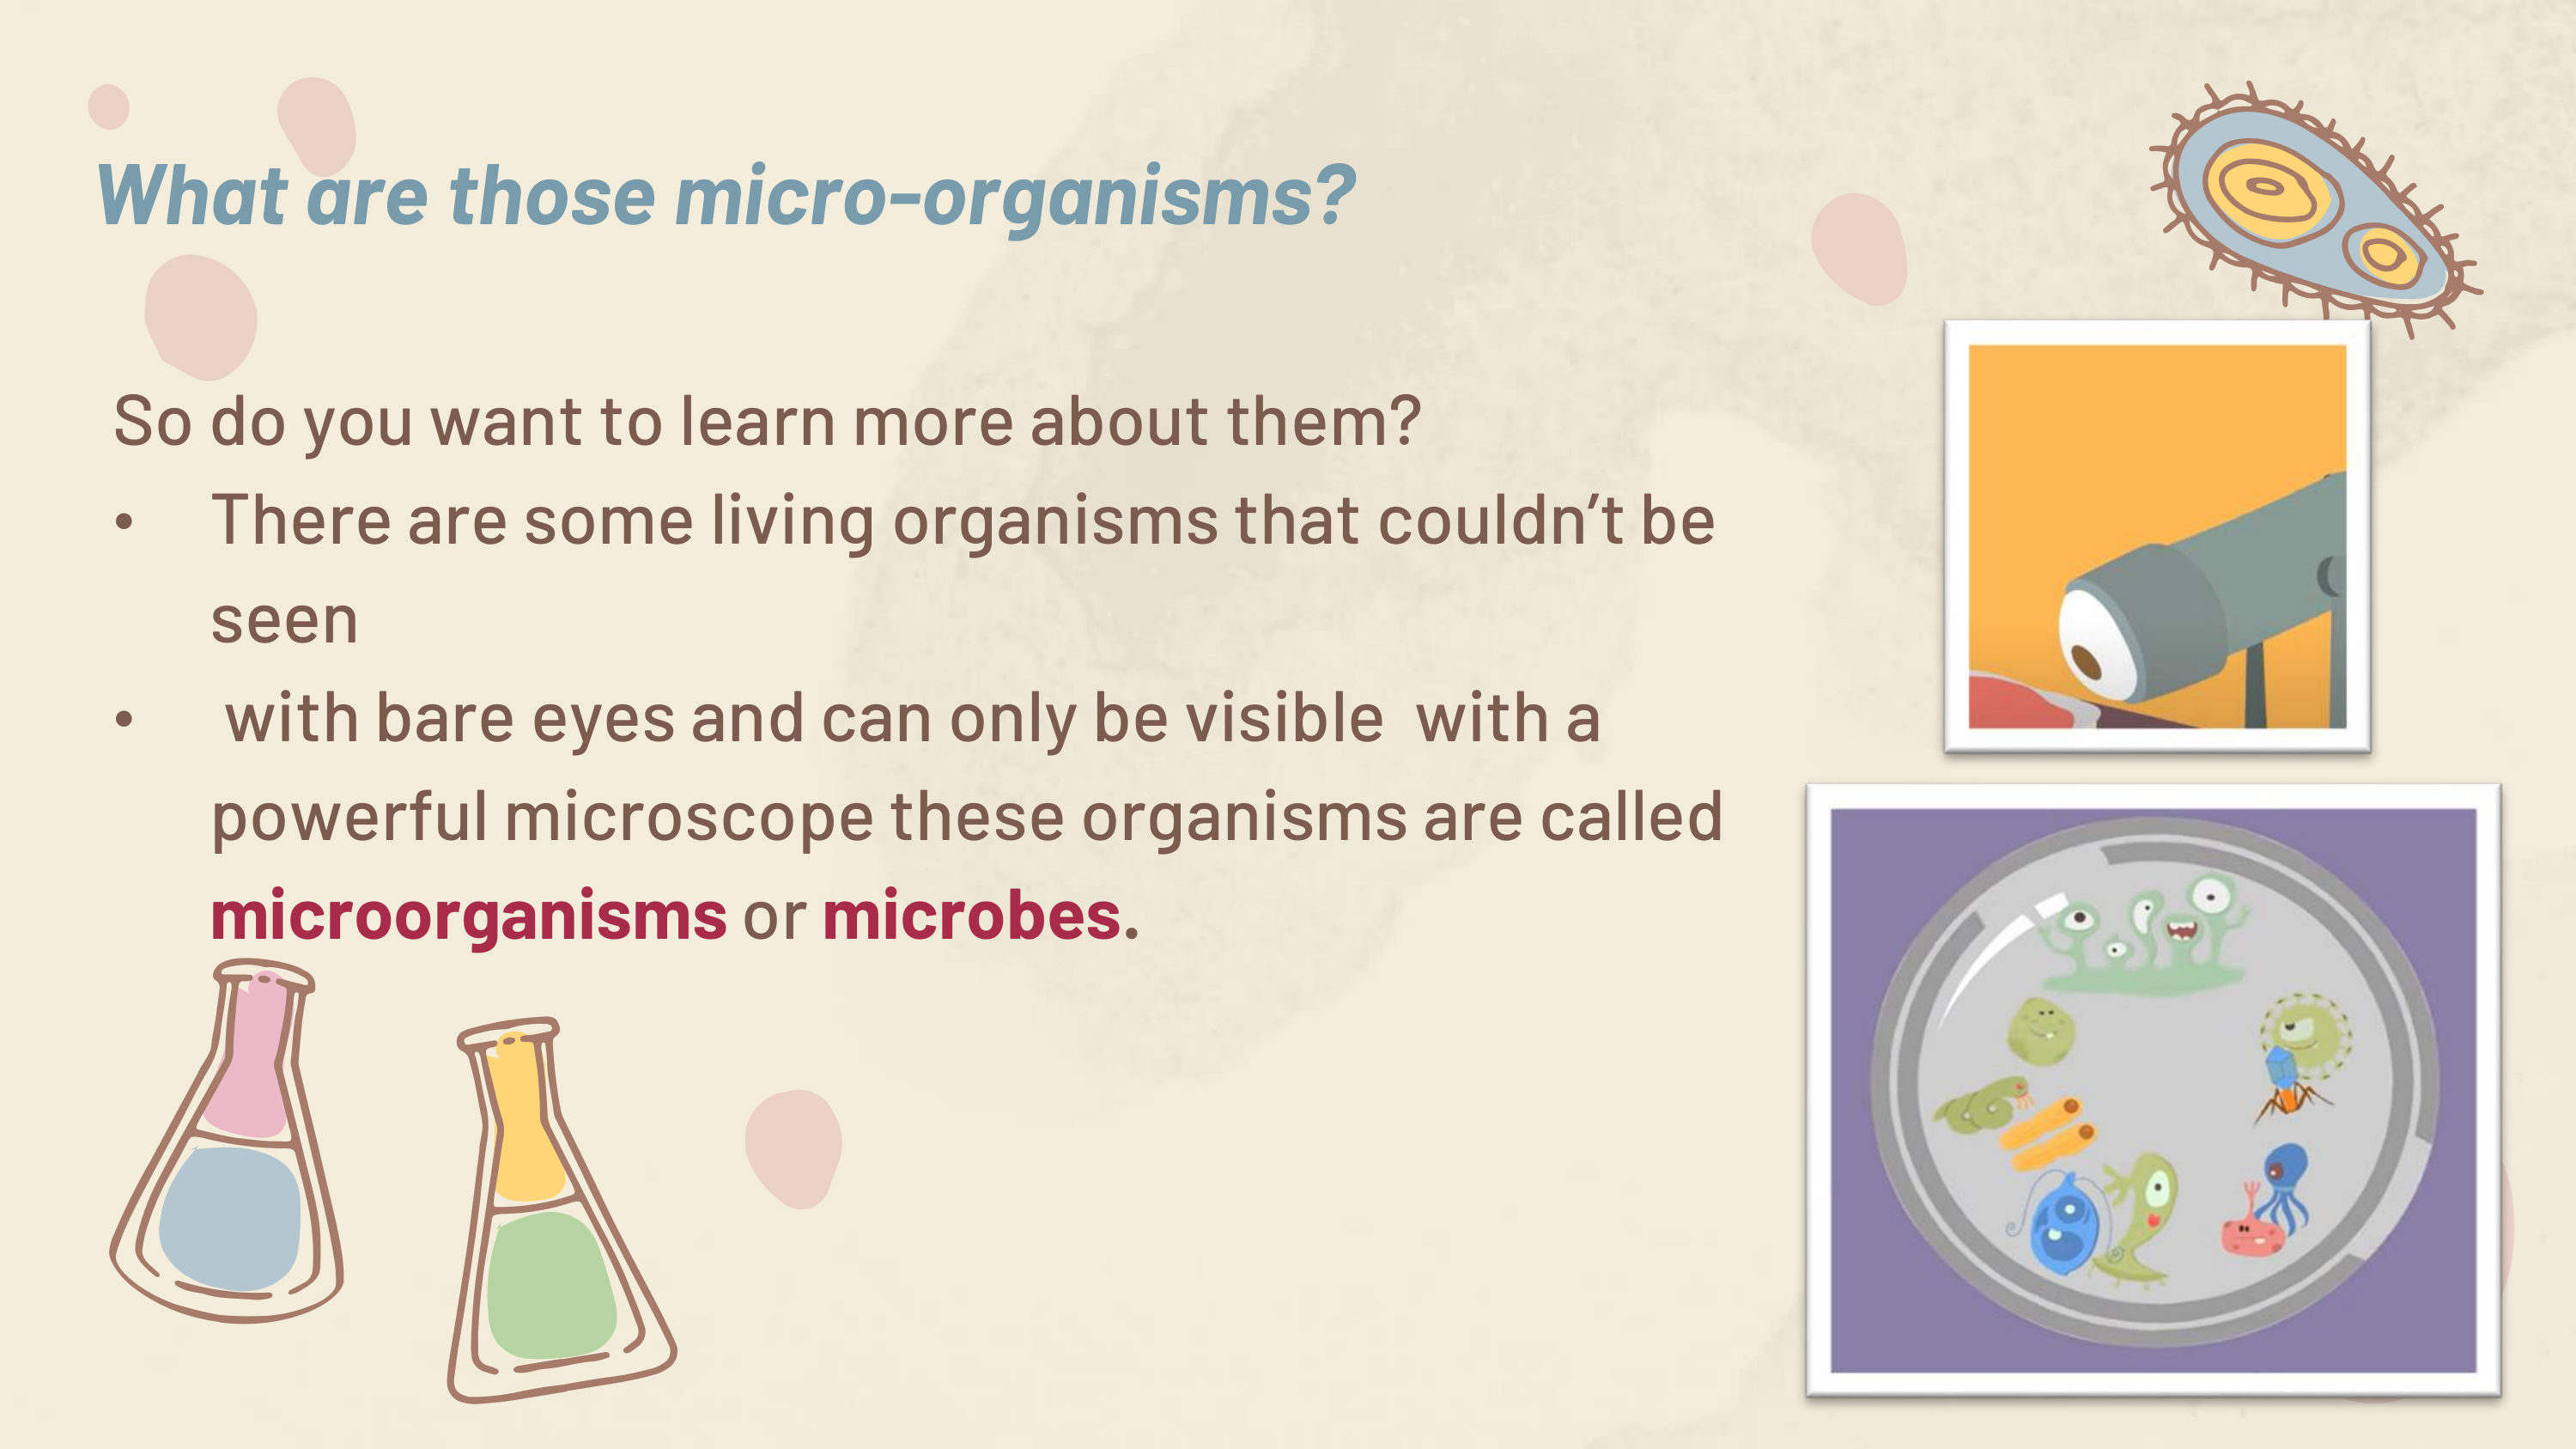 What are those micro-organisms?
So do you want to learn more about them?
• There are some living organisms that couldn’t be
seen
• with bare eyes and can only be visible  with a
powerful microscope these organisms are called
microorganisms or microbes.